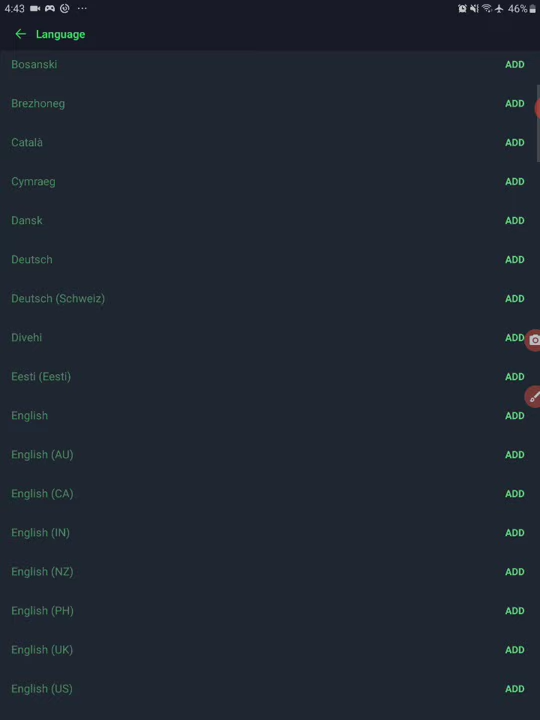 4:43 46%
Language
Bosanski ADD
Brezhoneg ADD
Català ADD
Cymraeg ADD
Dansk ADD
Deutsch ADD
Deutsch (Schweiz) ADD
Divehi ADD
Eesti (Eesti) ADD
English ADD
English (AU) ADD
English (CA) ADD
English (IN) ADD
English (NZ) ADD
English (PH) ADD
English (UK) ADD
English (US) ADD